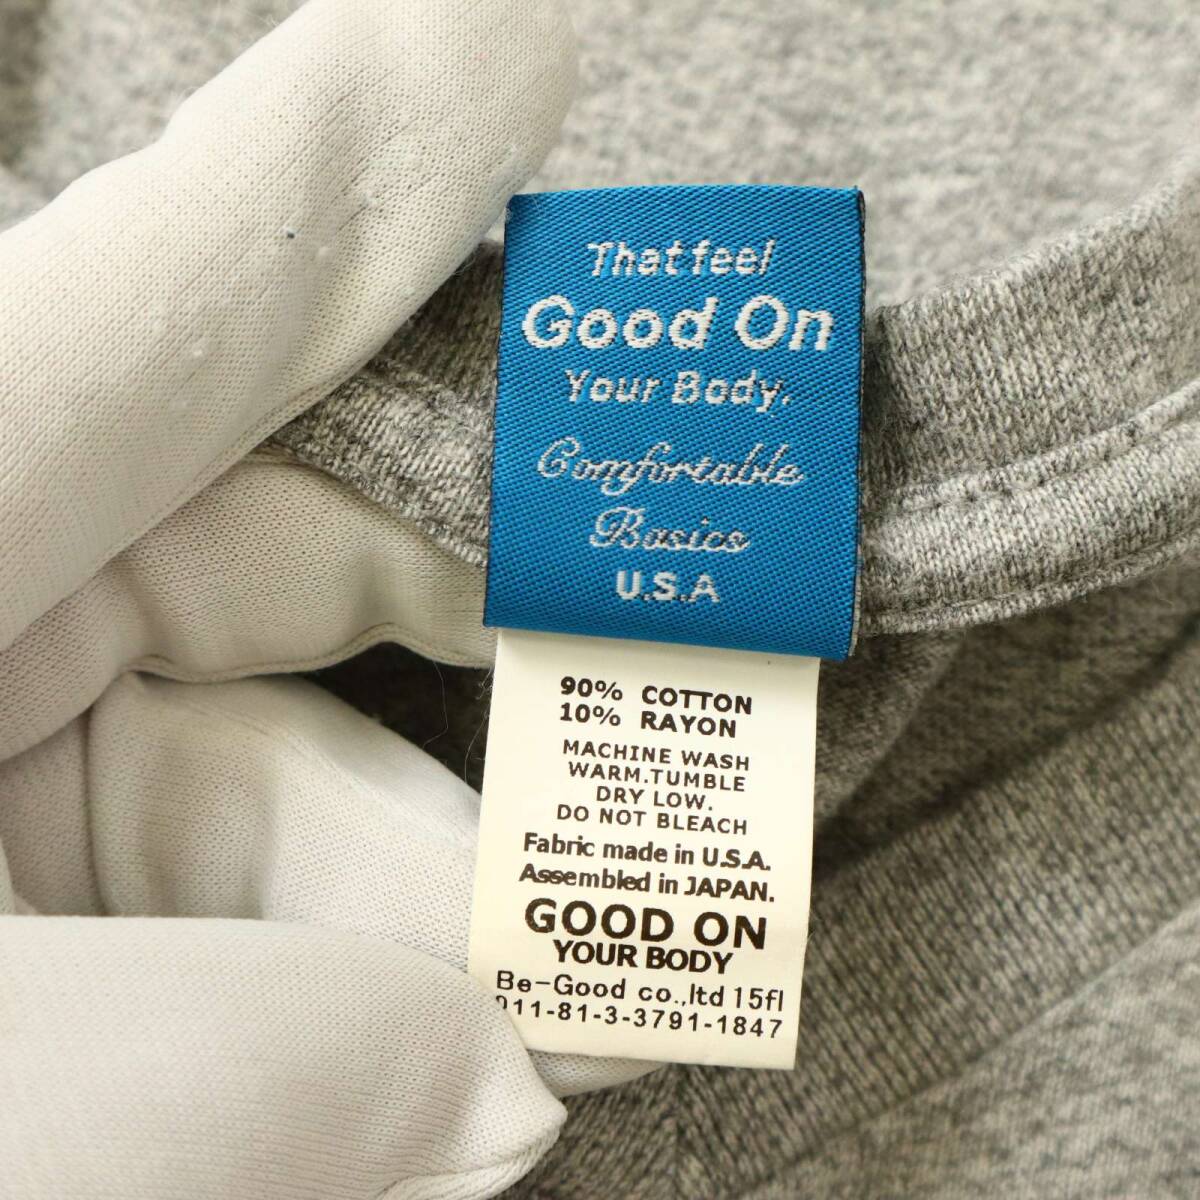 That feel
Good On
Your Body.
Comfortable
Basics
U.S.A
90% COTTON
10% RAYON
MACHINE WASH
WARM.TUMBLE
DRY LOW.
DO NOT BLEACH
Fabric made in U.S.A.
Assembled in JAPAN.
GOOD ON
YOUR BODY
Be-Good co.,ltd 15fl
011-81-3-3791-1847